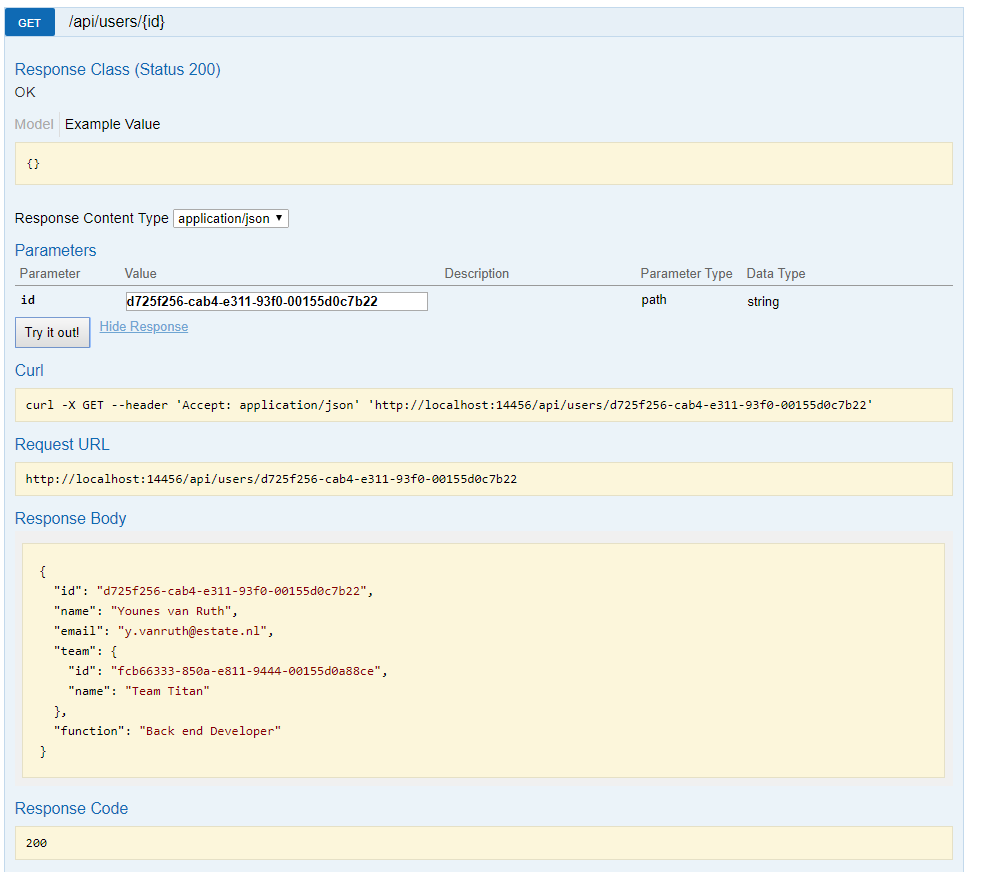 GET /api/users/{id}
Response Class (Status 200)
OK
Model Example Value
{}
Response Content Type application/json ▼
Parameters
Parameter Value Description Parameter Type Data Type
id d725f256-cab4-e311-93f0-00155d0c7b22 path string
Try it out! Hide Response
Curl
curl -X GET --header 'Accept: application/json' 'http://localhost:14456/api/users/d725f256-cab4-e311-93f0-00155d0c7b22'
Request URL
http://localhost:14456/api/users/d725f256-cab4-e311-93f0-00155d0c7b22
Response Body
{
  "id": "d725f256-cab4-e311-93f0-00155d0c7b22",
  "name": "Younes van Ruth",
  "email": "y.vanruth@estate.nl",
  "team": {
    "id": "fcb66333-850a-e811-9444-00155d0a88ce",
    "name": "Team Titan"
  },
  "function": "Back end Developer"
}
Response Code
200